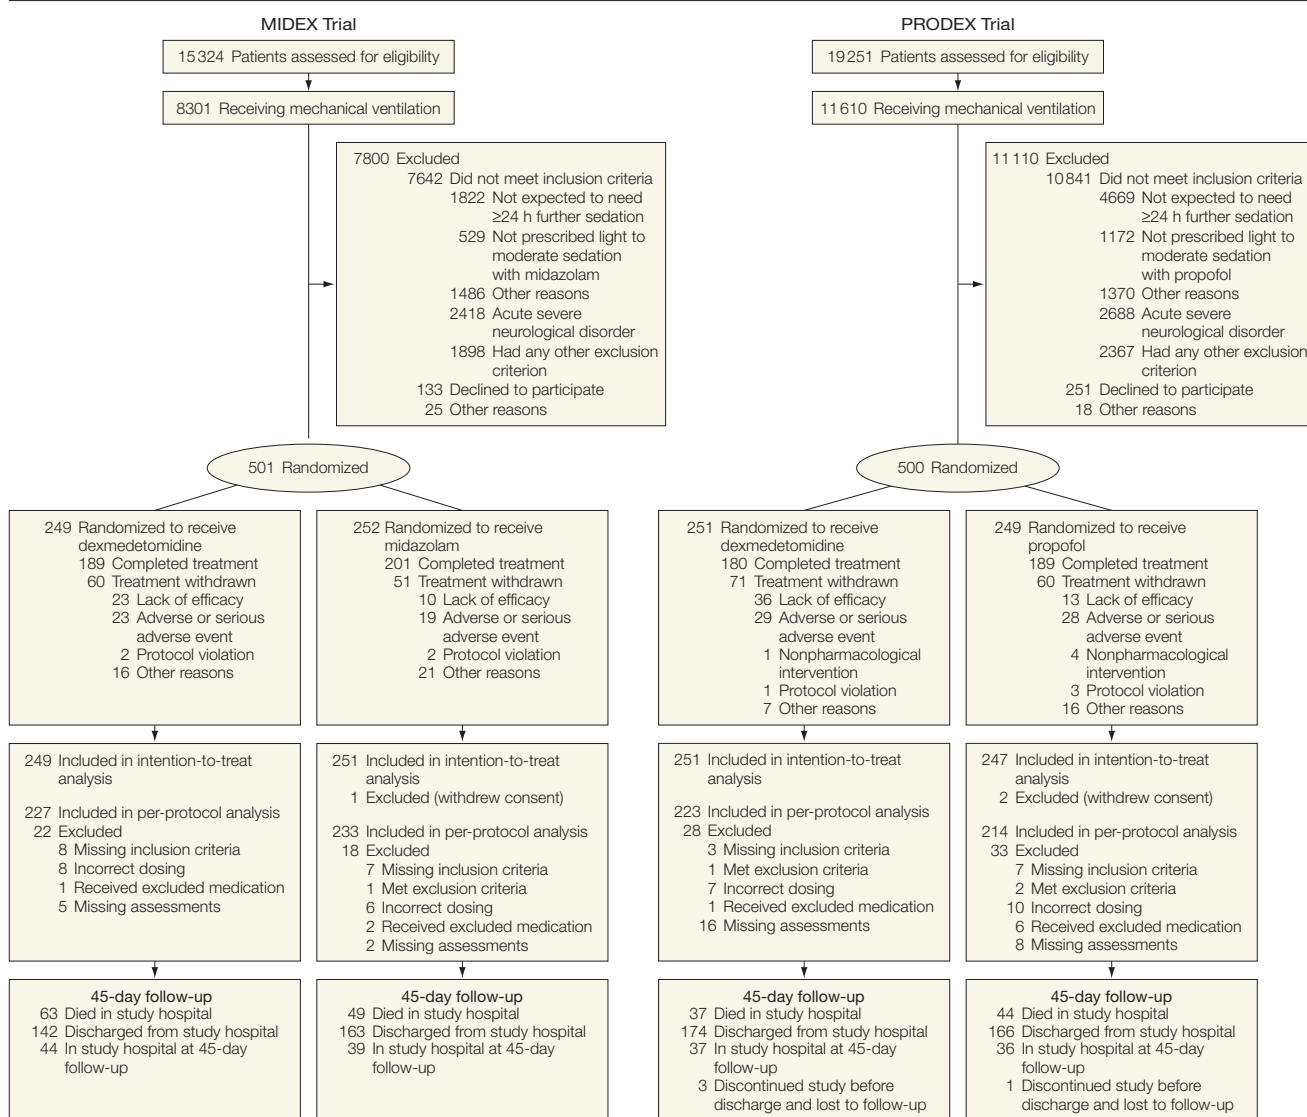 MIDEX Trial
15 324 Patients assessed for eligibility
8301 Receiving mechanical ventilation
7800 Excluded
7642 Did not meet inclusion criteria
1822 Not expected to need
≥24 h further sedation
529 Not prescribed light to
moderate sedation
with midazolam
1486 Other reasons
2418 Acute severe
neurological disorder
1898 Had any other exclusion
criterion
133 Declined to participate
25 Other reasons
501 Randomized
249 Randomized to receive
dexmedetomidine
189 Completed treatment
60 Treatment withdrawn
23 Lack of efficacy
23 Adverse or serious
adverse event
2 Protocol violation
16 Other reasons
252 Randomized to receive
midazolam
201 Completed treatment
51 Treatment withdrawn
10 Lack of efficacy
19 Adverse or serious
adverse event
2 Protocol violation
21 Other reasons
249 Included in intention-to-treat
analysis
227 Included in per-protocol analysis
22 Excluded
8 Missing inclusion criteria
8 Incorrect dosing
1 Received excluded medication
5 Missing assessments
251 Included in intention-to-treat
analysis
1 Excluded (withdrew consent)
233 Included in per-protocol analysis
18 Excluded
7 Missing inclusion criteria
1 Met exclusion criteria
6 Incorrect dosing
2 Received excluded medication
2 Missing assessments
45-day follow-up
63 Died in study hospital
142 Discharged from study hospital
44 In study hospital at 45-day
follow-up
45-day follow-up
49 Died in study hospital
163 Discharged from study hospital
39 In study hospital at 45-day
follow-up
PRODEX Trial
19 251 Patients assessed for eligibility
11 610 Receiving mechanical ventilation
11 110 Excluded
10 841 Did not meet inclusion criteria
4669 Not expected to need
≥24 h further sedation
1172 Not prescribed light to
moderate sedation
with propofol
1370 Other reasons
2688 Acute severe
neurological disorder
2367 Had any other exclusion
criterion
251 Declined to participate
18 Other reasons
500 Randomized
251 Randomized to receive
dexmedetomidine
180 Completed treatment
71 Treatment withdrawn
36 Lack of efficacy
29 Adverse or serious
adverse event
1 Nonpharmacological
intervention
1 Protocol violation
7 Other reasons
249 Randomized to receive
propofol
189 Completed treatment
60 Treatment withdrawn
13 Lack of efficacy
28 Adverse or serious
adverse event
4 Nonpharmacological
intervention
3 Protocol violation
16 Other reasons
251 Included in intention-to-treat
analysis
223 Included in per-protocol analysis
28 Excluded
3 Missing inclusion criteria
1 Met exclusion criteria
7 Incorrect dosing
1 Received excluded medication
16 Missing assessments
247 Included in intention-to-treat
analysis
2 Excluded (withdrew consent)
214 Included in per-protocol analysis
33 Excluded
7 Missing inclusion criteria
2 Met exclusion criteria
10 Incorrect dosing
6 Received excluded medication
8 Missing assessments
45-day follow-up
37 Died in study hospital
174 Discharged from study hospital
37 In study hospital at 45-day
follow-up
3 Discontinued study before
discharge and lost to follow-up
45-day follow-up
44 Died in study hospital
166 Discharged from study hospital
36 In study hospital at 45-day
follow-up
1 Discontinued study before
discharge and lost to follow-up